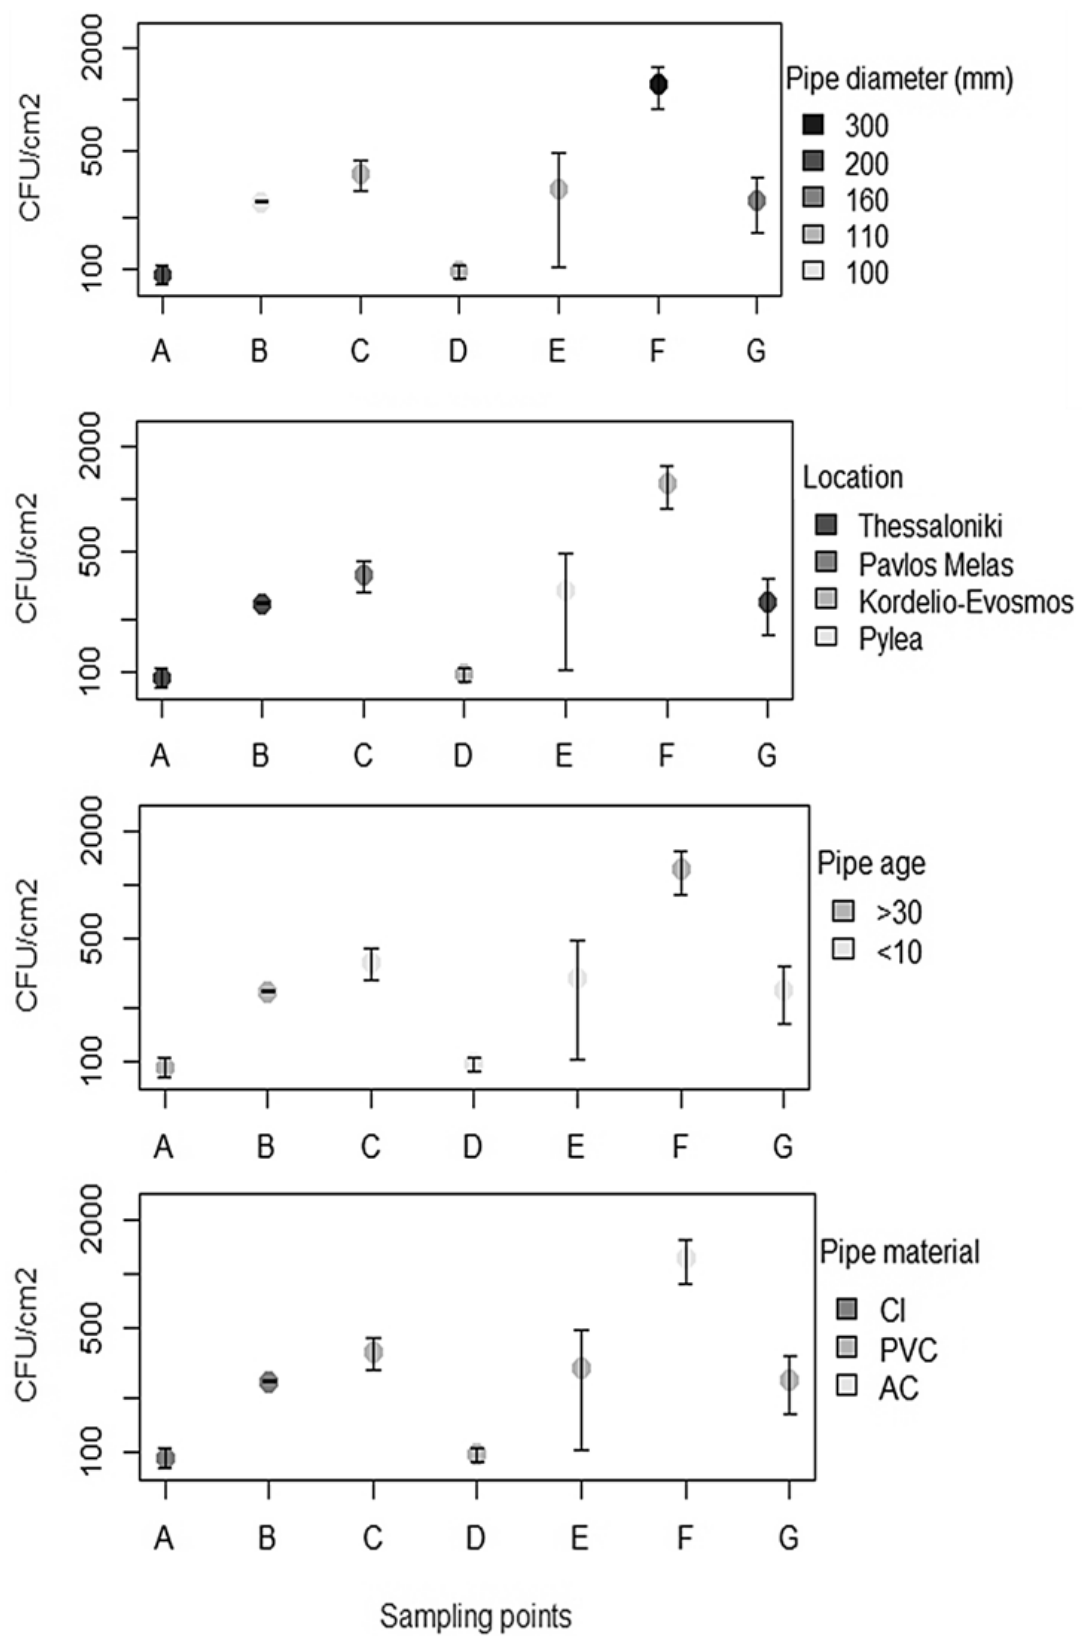 CFU/cm2
2000
500
100
A B C D E F G
Pipe diameter (mm)
300
200
160
110
100
CFU/cm2
2000
500
100
A B C D E F G
Location
Thessaloniki
Pavlos Melas
Kordelio-Evosmos
Pylea
CFU/cm2
2000
500
100
A B C D E F G
Pipe age
>30
<10
CFU/cm2
2000
500
100
A B C D E F G
Pipe material
CI
PVC
AC
Sampling points